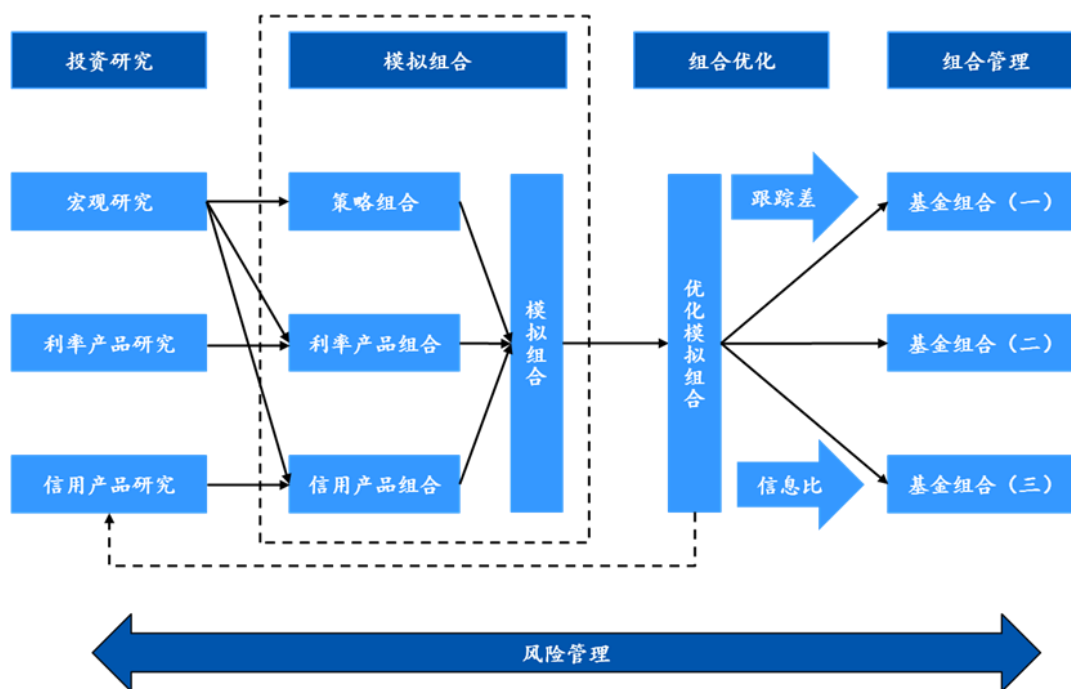 投资研究
模拟组合
组合优化
组合管理
宏观研究
策略组合
跟踪差
基金组合（一）
利率产品研究
利率产品组合
模拟组合
优化模拟组合
基金组合（二）
信用产品研究
信用产品组合
信息比
基金组合（三）
风险管理